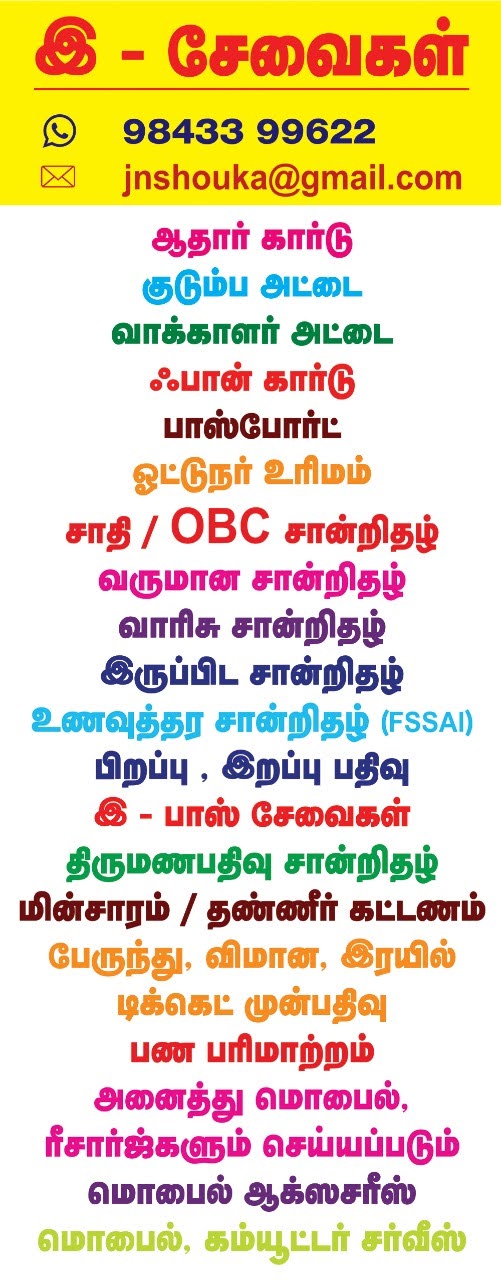 இ - சேவைகள்
98433 99622
jnshouka@gmail.com
ஆதார் கார்டு
குடும்ப அட்டை
வாக்காளர் அட்டை
ஃபான் கார்டு
பாஸ்போர்ட்
ஓட்டுநர் உரிமம்
சாதி / OBC சான்றிதழ்
வருமான சான்றிதழ்
வாரிசு சான்றிதழ்
இருப்பிட சான்றிதழ்
உணவுத்தர சான்றிதழ் (FSSAI)
பிறப்பு , இறப்பு பதிவு
இ - பாஸ் சேவைகள்
திருமணபதிவு சான்றிதழ்
மின்சாரம் / தண்ணீர் கட்டணம்
பேருந்து, விமான, இரயில்
டிக்கெட் முன்பதிவு
பண பரிமாற்றம்
அனைத்து மொபைல்,
ரீசார்ஜ்களும் செய்யப்படும்
மொபைல் ஆக்ஸசரீஸ்
மொபைல், கம்யூட்டர் சர்வீஸ்